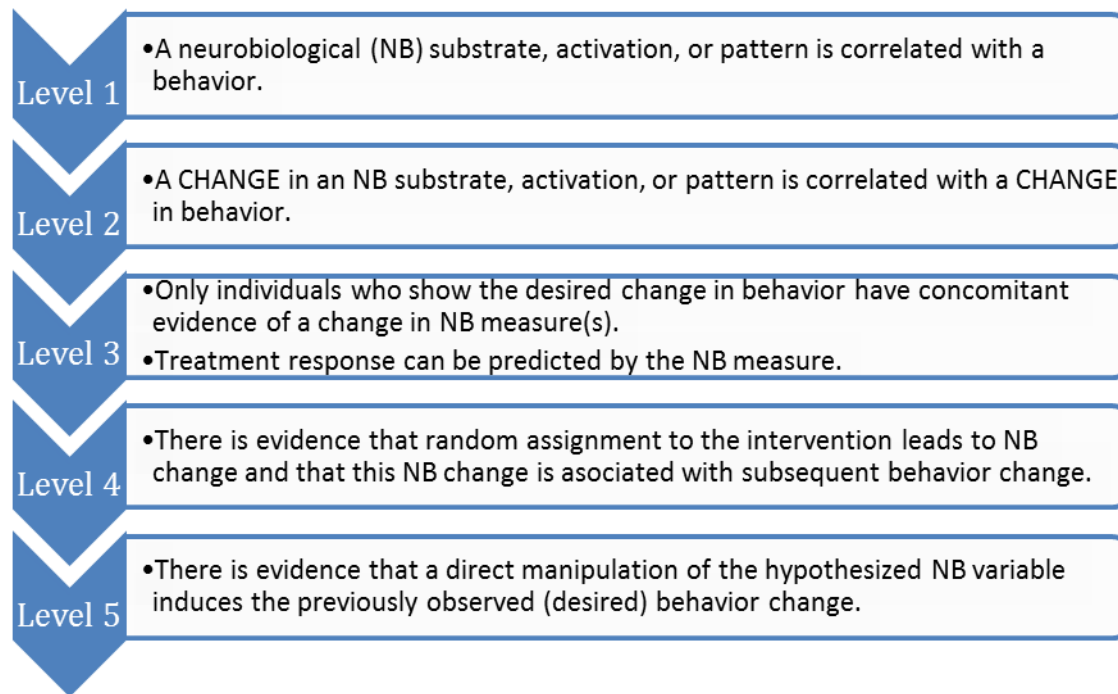 Level 1
•A neurobiological (NB) substrate, activation, or pattern is correlated with a
behavior.
Level 2
•A CHANGE in an NB substrate, activation, or pattern is correlated with a CHANGE
in behavior.
Level 3
•Only individuals who show the desired change in behavior have concomitant
evidence of a change in NB measure(s).
•Treatment response can be predicted by the NB measure.
Level 4
•There is evidence that random assignment to the intervention leads to NB
change and that this NB change is asociated with subsequent behavior change.
Level 5
•There is evidence that a direct manipulation of the hypothesized NB variable
induces the previously observed (desired) behavior change.